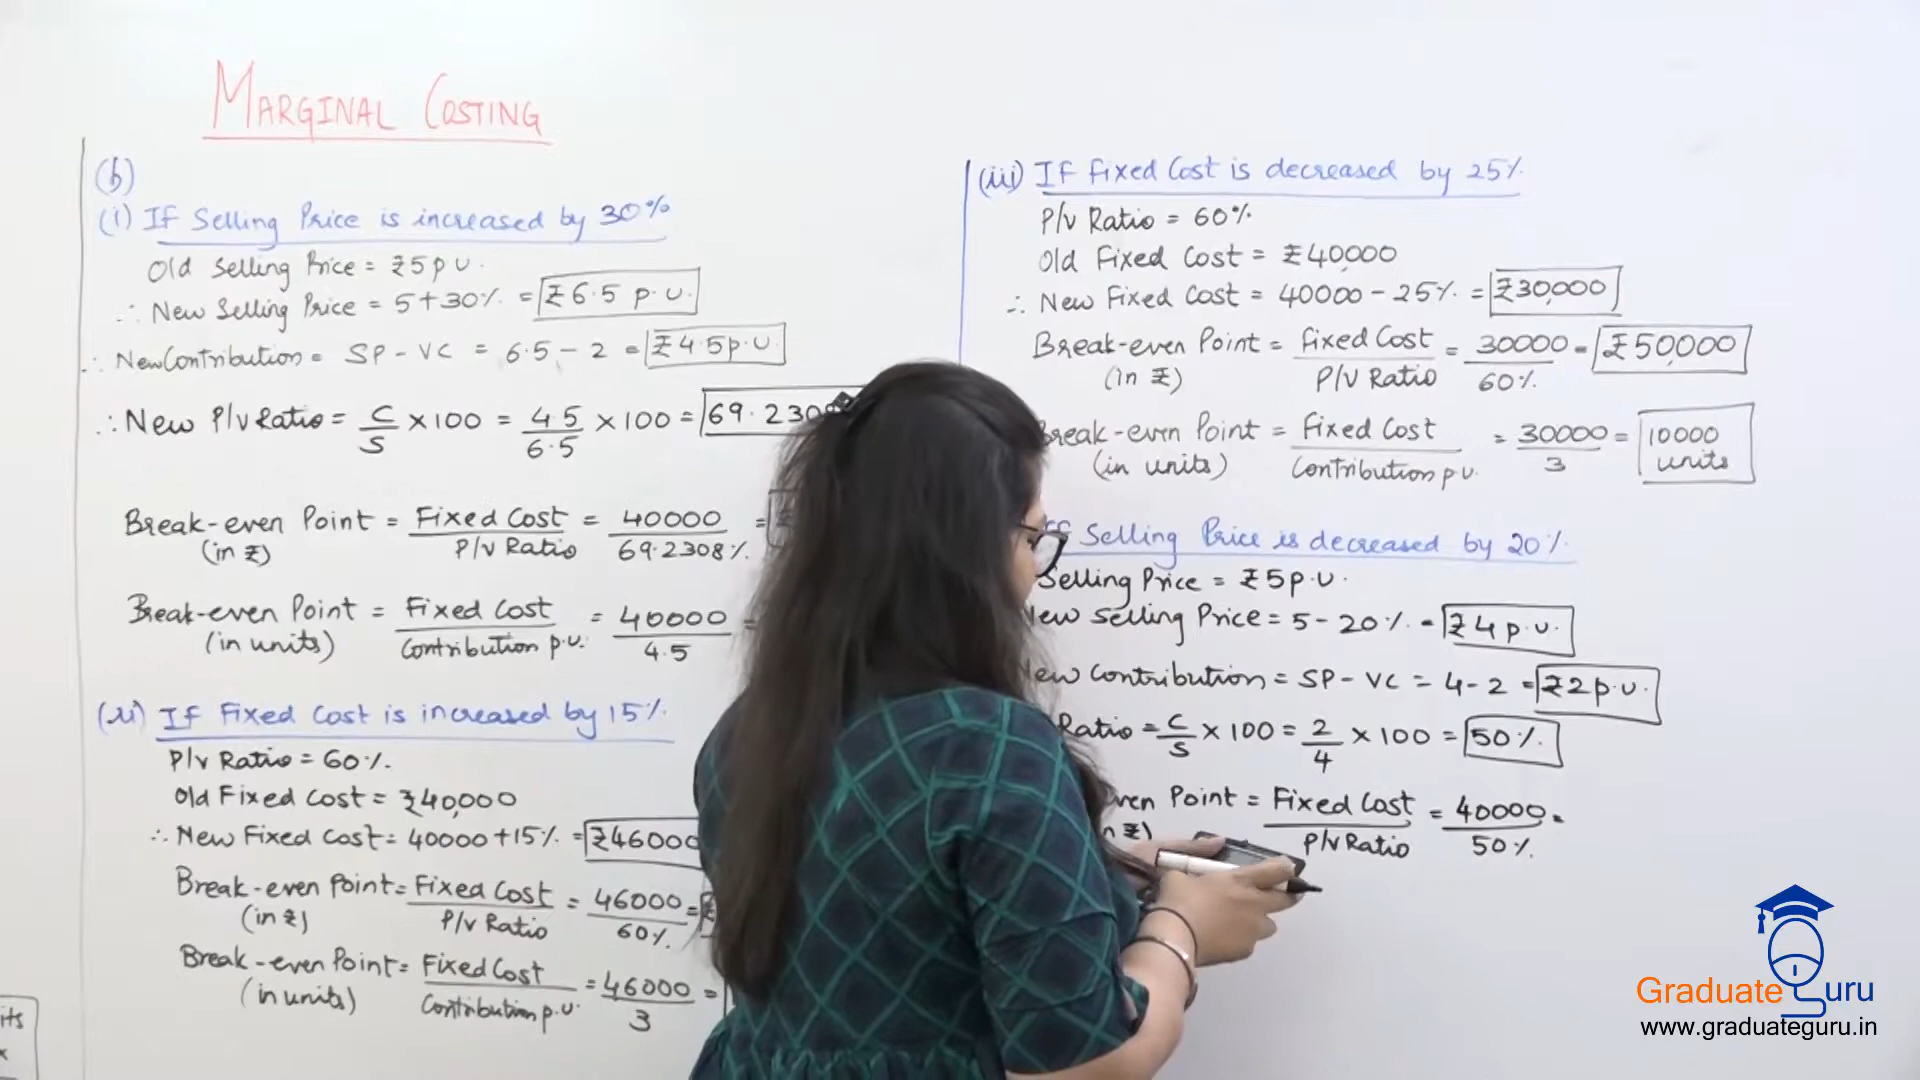 MARGINAL COSTING
(b)
(i) If Selling Price is increased by 30%
Old Selling Price = ₹5 p.u.
∴ New Selling Price = 5+30% = ₹6.5 p.u.
∴ New Contribution = SP - VC = 6.5 - 2 = ₹4.5 p.u.
∴ New P/V Ratio = C/S × 100 = 4.5/6.5 × 100 = 69.230
Break-even Point = Fixed Cost / P/V Ratio = 40000 / 69.2308% =
(in ₹)
Break-even Point = Fixed Cost / Contribution p.u. = 40000 / 4.5 =
(in units)
(ii) If Fixed Cost is increased by 15%
P/V Ratio = 60%
Old Fixed Cost = ₹40,000
∴ New Fixed Cost = 40000 + 15% = ₹46000
Break-even Point = Fixed Cost / P/V Ratio = 46000 / 60% = ₹
(in ₹)
Break-even Point = Fixed Cost / Contribution p.u. = 46000 / 3 =
(in units)
(iii) If Fixed Cost is decreased by 25%
P/V Ratio = 60%
Old Fixed Cost = ₹40,000
∴ New Fixed Cost = 40000 - 25% = ₹30,000
Break-even Point = Fixed Cost / P/V Ratio = 30000 / 60% = ₹50,000
(in ₹)
Break-even Point = Fixed Cost / Contribution p.u. = 30000 / 3 = 10000 units
(in units)
If Selling Price is decreased by 20%
Selling Price = ₹5 p.u.
New Selling Price = 5 - 20% = ₹4 p.u.
New Contribution = SP - VC = 4 - 2 = ₹2 p.u.
Ratio = C/S × 100 = 2/4 × 100 = 50%
ven Point = Fixed Cost / P/V Ratio = 40000 / 50% =
n ₹)
its
x
Graduate Guru
www.graduateguru.in